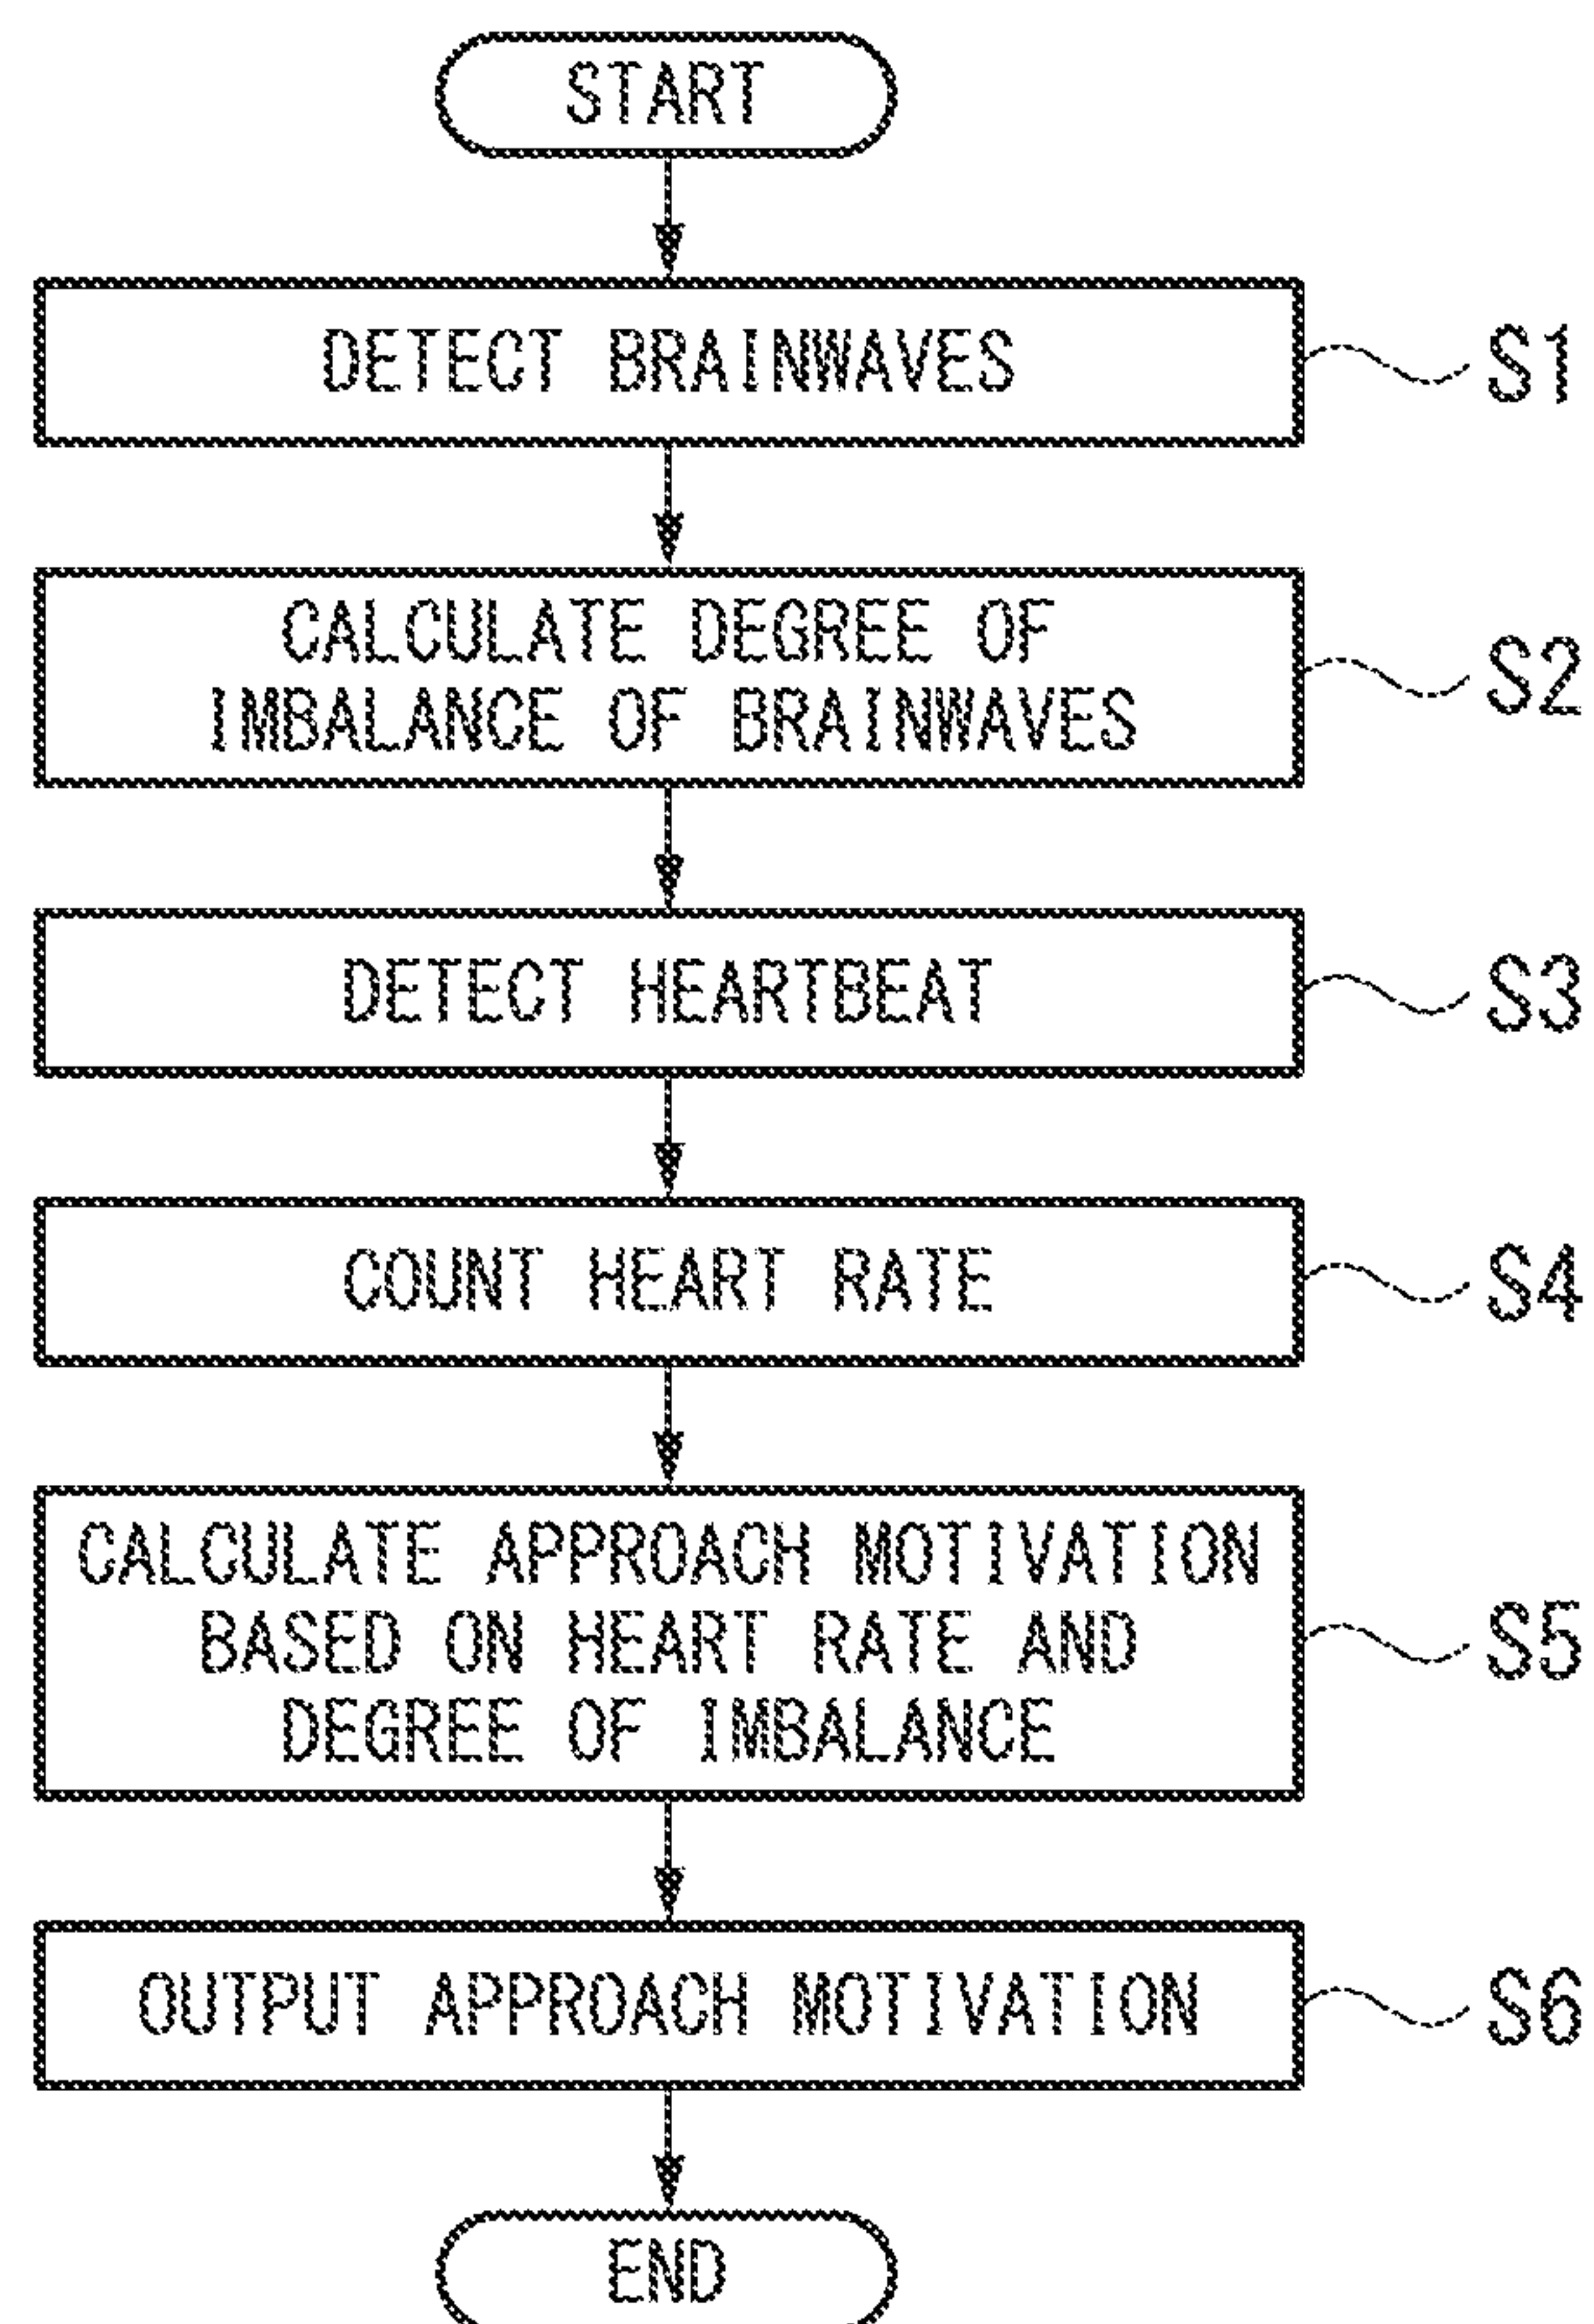 START
DETECT BRAINWAVES
S1
CALCULATE DEGREE OF
IMBALANCE OF BRAINWAVES
S2
DETECT HEARTBEAT
S3
COUNT HEART RATE
S4
CALCULATE APPROACH MOTIVATION
BASED ON HEART RATE AND
DEGREE OF IMBALANCE
S5
OUTPUT APPROACH MOTIVATION
S6
END